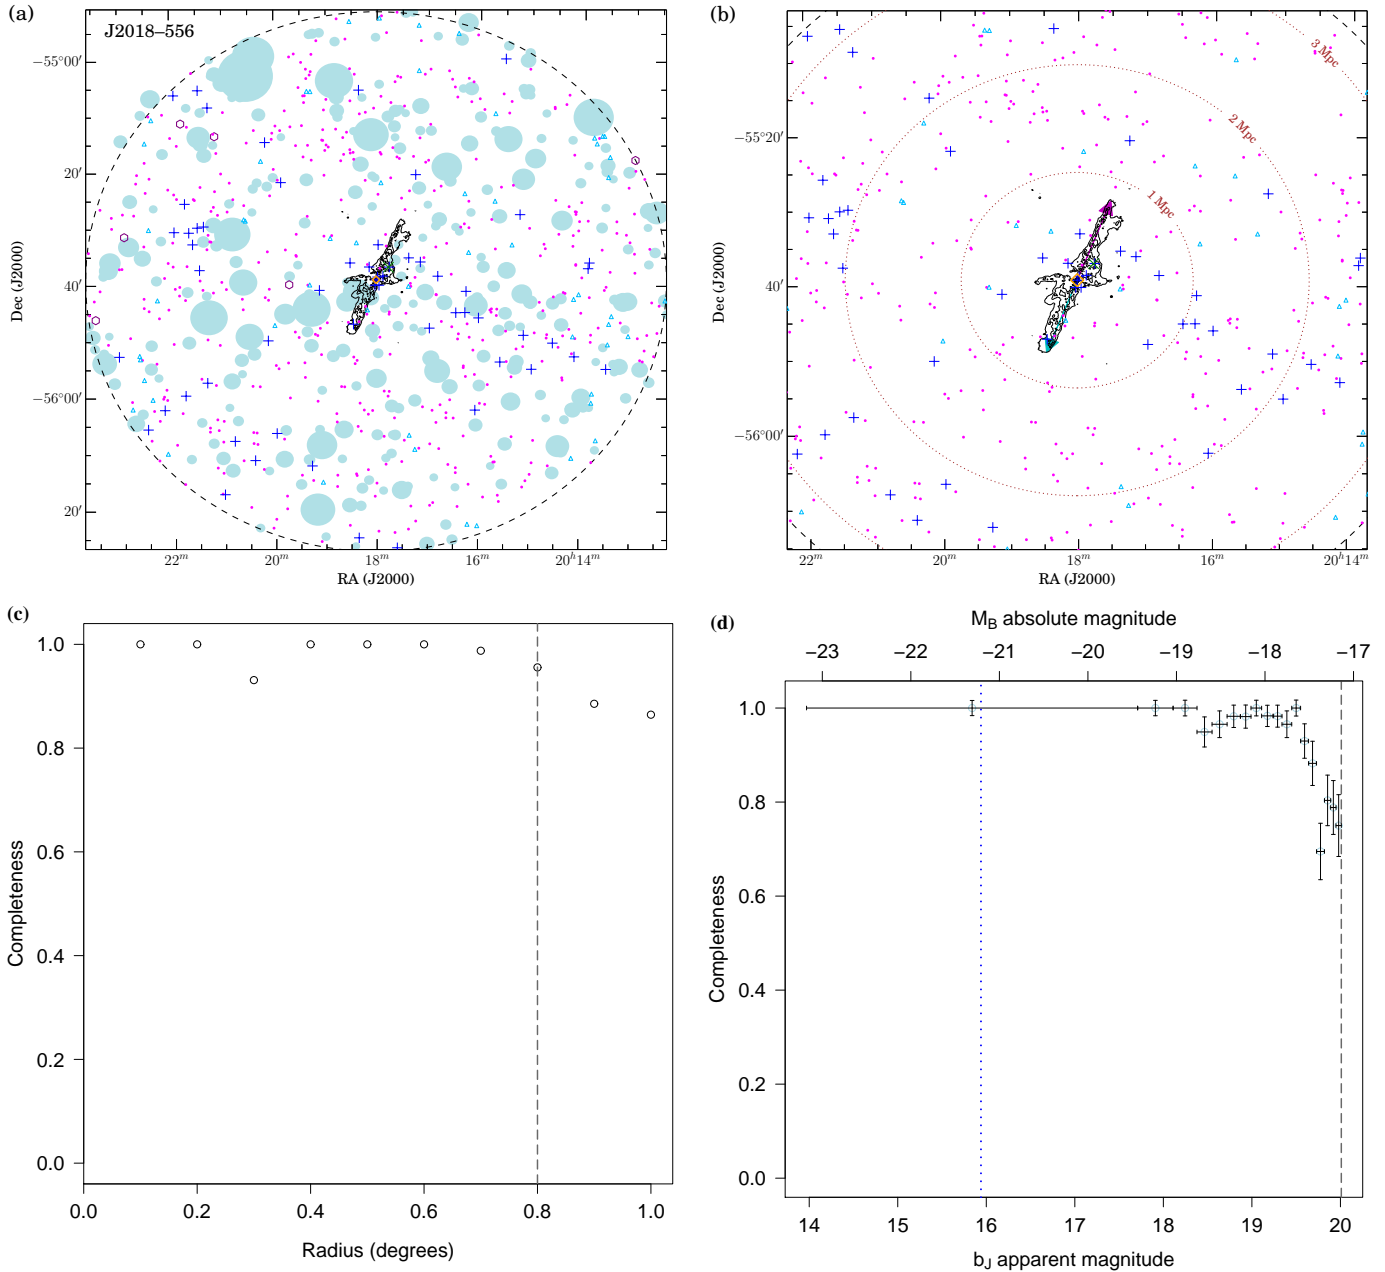 (a)
J2018–556
−55°00′
20′
40′
−56°00′
20′
Dec (J2000)
22ᵐ
20ᵐ
18ᵐ
16ᵐ
20ʰ14ᵐ
RA (J2000)
(b)
3 Mpc
2 Mpc
1 Mpc
−55°20′
40′
−56°00′
Dec (J2000)
22ᵐ
20ᵐ
18ᵐ
16ᵐ
20ʰ14ᵐ
RA (J2000)
(c)
1.0
0.8
0.6
0.4
0.2
0.0
Completeness
0.0 0.2 0.4 0.6 0.8 1.0
Radius (degrees)
(d)
M_B absolute magnitude
−23 −22 −21 −20 −19 −18 −17
1.0
0.8
0.6
0.4
0.2
0.0
Completeness
14 15 16 17 18 19 20
b_J apparent magnitude